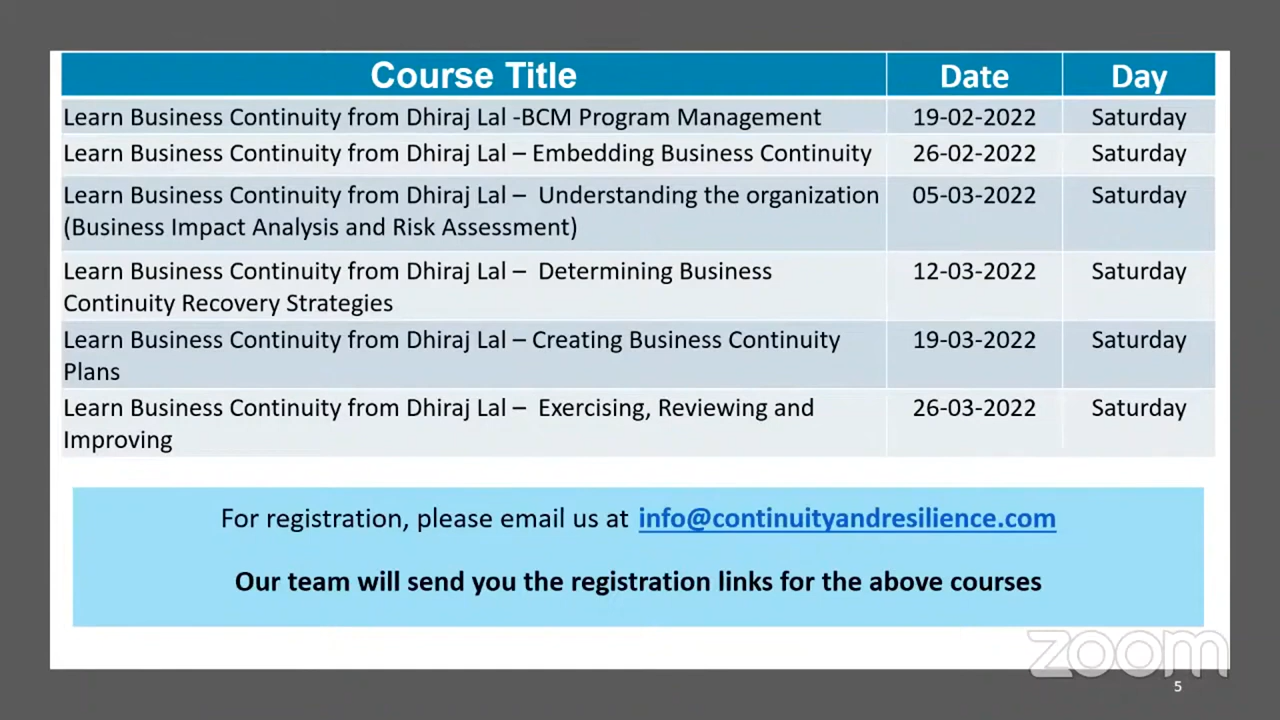 Course Title Date Day
Learn Business Continuity from Dhiraj Lal -BCM Program Management 19-02-2022 Saturday
Learn Business Continuity from Dhiraj Lal – Embedding Business Continuity 26-02-2022 Saturday
Learn Business Continuity from Dhiraj Lal – Understanding the organization 05-03-2022 Saturday
(Business Impact Analysis and Risk Assessment)
Learn Business Continuity from Dhiraj Lal – Determining Business 12-03-2022 Saturday
Continuity Recovery Strategies
Learn Business Continuity from Dhiraj Lal – Creating Business Continuity 19-03-2022 Saturday
Plans
Learn Business Continuity from Dhiraj Lal – Exercising, Reviewing and 26-03-2022 Saturday
Improving
For registration, please email us at info@continuityandresilience.com
Our team will send you the registration links for the above courses
zoom
5